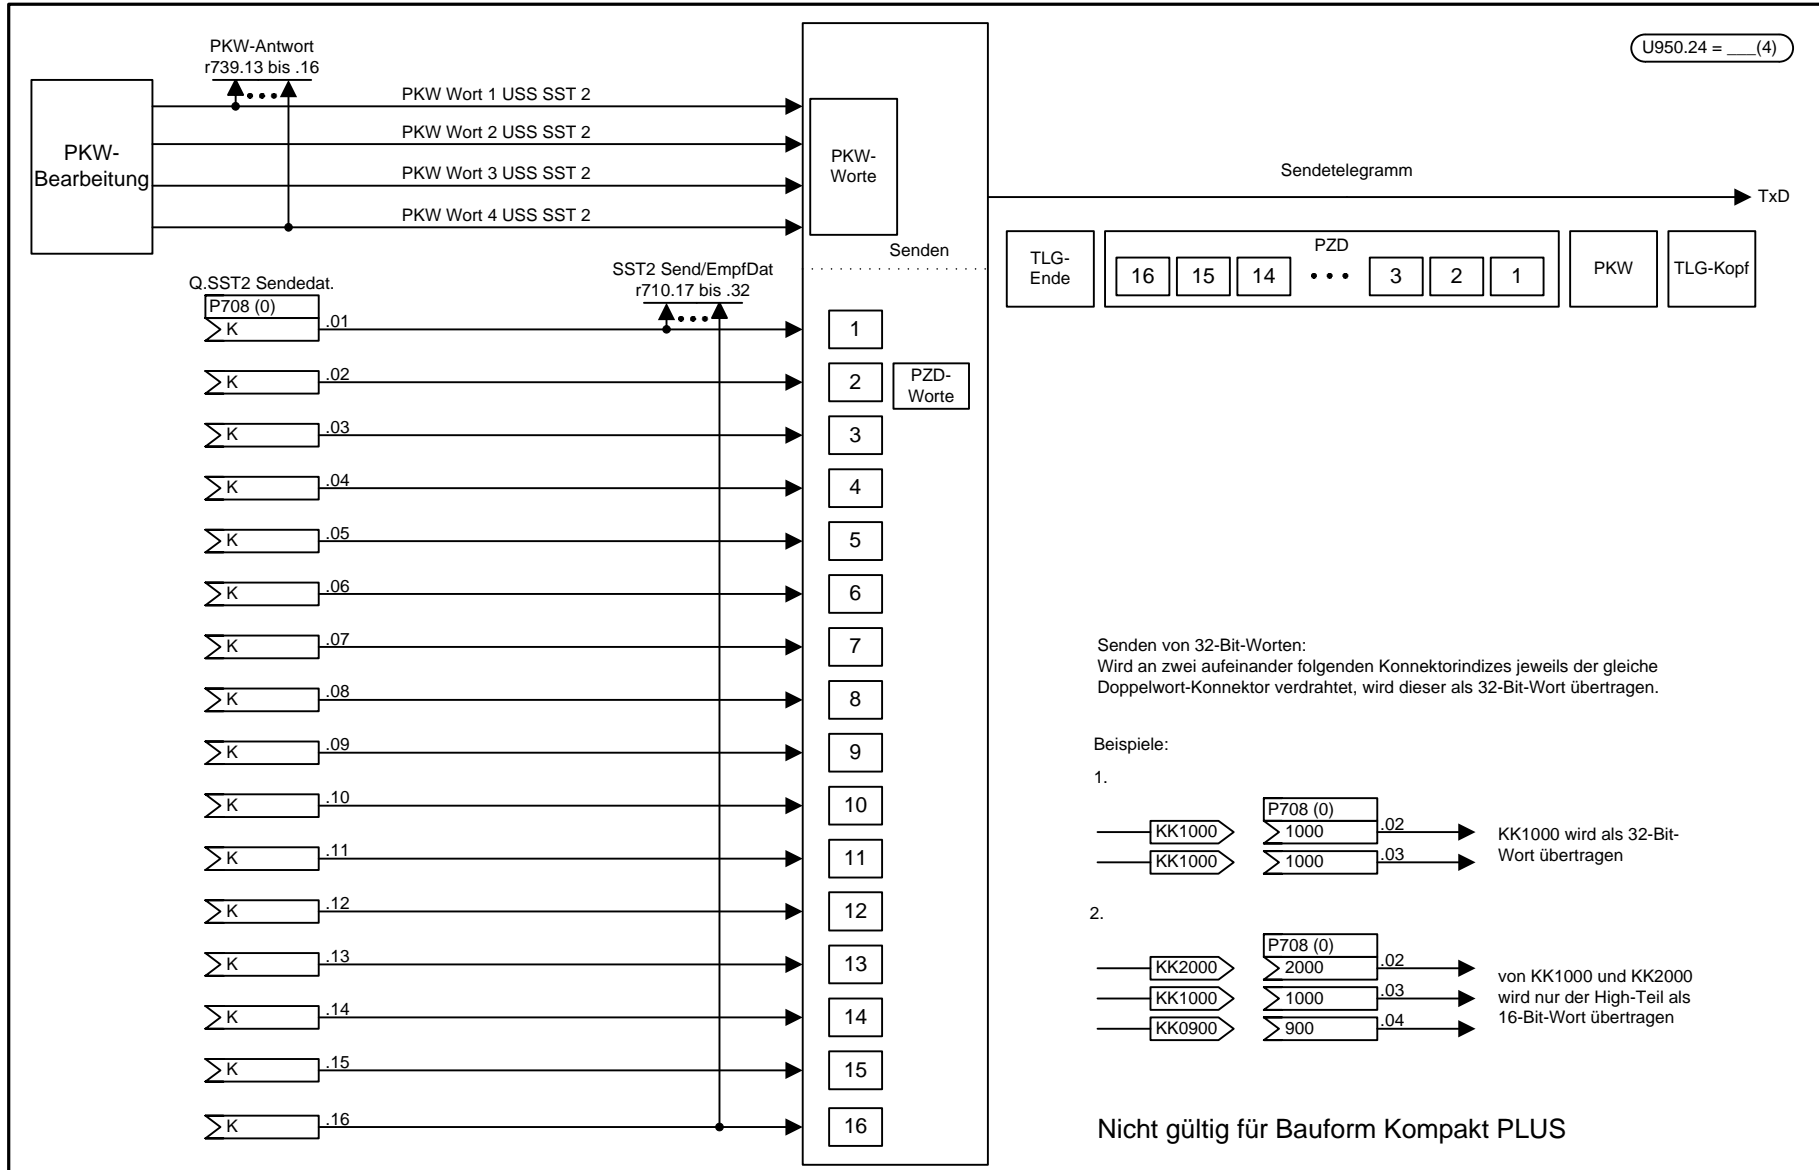 U950.24 = ___(4)
PKW-Antwort
r739.13 bis .16
PKW-
Bearbeitung
PKW Wort 1 USS SST 2
PKW Wort 2 USS SST 2
PKW Wort 3 USS SST 2
PKW Wort 4 USS SST 2
PKW-
Worte
Senden
Sendetelegramm
TxD
TLG-
Ende
PZD
16 15 14 3 2 1
PKW
TLG-Kopf
Q.SST2 Sendedat.
P708 (0)
SST2 Send/EmpfDat
r710.17 bis .32
K .01 1
K .02 2
PZD-
Worte
K .03 3
K .04 4
K .05 5
K .06 6
K .07 7
K .08 8
K .09 9
K .10 10
K .11 11
K .12 12
K .13 13
K .14 14
K .15 15
K .16 16
Senden von 32-Bit-Worten:
Wird an zwei aufeinander folgenden Konnektorindizes jeweils der gleiche
Doppelwort-Konnektor verdrahtet, wird dieser als 32-Bit-Wort übertragen.
Beispiele:
1.
P708 (0)
KK1000 1000 .02
KK1000 1000 .03
KK1000 wird als 32-Bit-
Wort übertragen
2.
P708 (0)
KK2000 2000 .02
KK1000 1000 .03
KK0900 900 .04
von KK1000 und KK2000
wird nur der High-Teil als
16-Bit-Wort übertragen
Nicht gültig für Bauform Kompakt PLUS